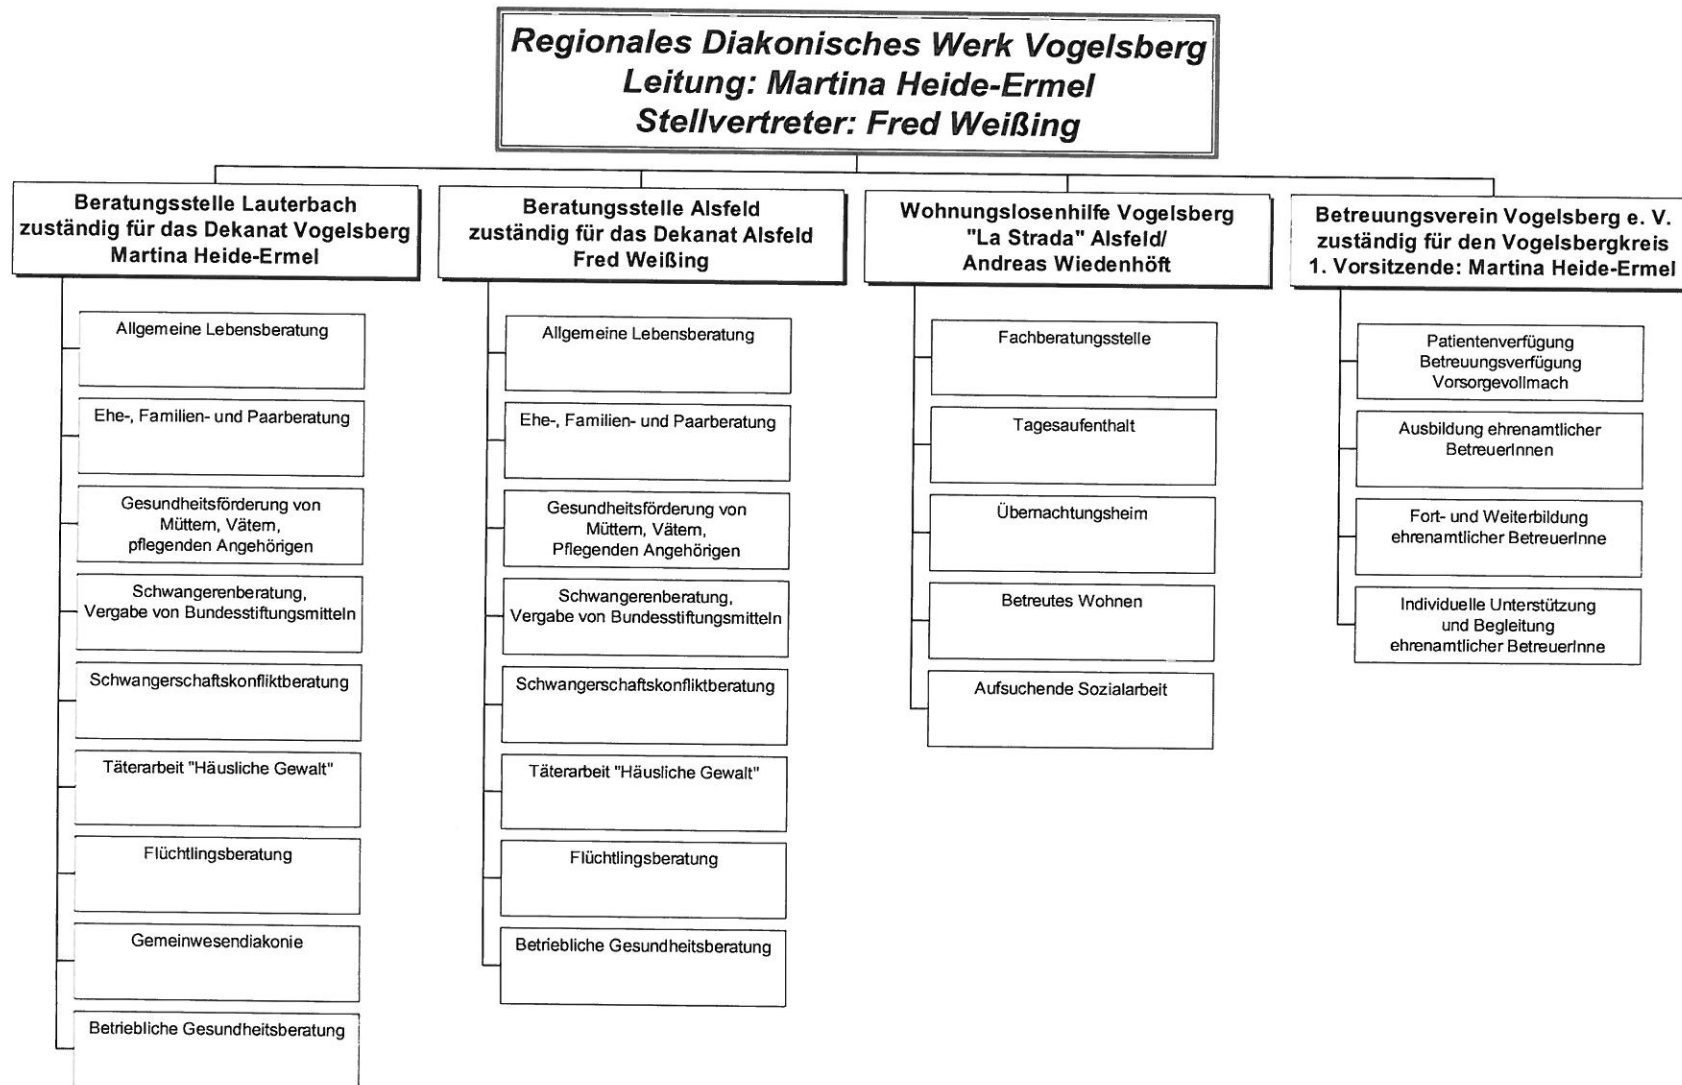 Regionales Diakonisches Werk Vogelsberg
Leitung: Martina Heide-Ermel
Stellvertreter: Fred Weißing
Beratungsstelle Lauterbach
zuständig für das Dekanat Vogelsberg
Martina Heide-Ermel
Allgemeine Lebensberatung
Ehe-, Familien- und Paarberatung
Gesundheitsförderung von
Müttern, Vätern,
pflegenden Angehörigen
Schwangerenberatung,
Vergabe von Bundesstiftungsmitteln
Schwangerschaftskonfliktberatung
Täterarbeit "Häusliche Gewalt"
Flüchtlingsberatung
Gemeinwesendiakonie
Betriebliche Gesundheitsberatung
Beratungsstelle Alsfeld
zuständig für das Dekanat Alsfeld
Fred Weißing
Allgemeine Lebensberatung
Ehe-, Familien- und Paarberatung
Gesundheitsförderung von
Müttern, Vätern,
Pflegenden Angehörigen
Schwangerenberatung,
Vergabe von Bundesstiftungsmitteln
Schwangerschaftskonfliktberatung
Täterarbeit "Häusliche Gewalt"
Flüchtlingsberatung
Betriebliche Gesundheitsberatung
Wohnungslosenhilfe Vogelsberg
"La Strada" Alsfeld/
Andreas Wiedenhöft
Fachberatungsstelle
Tagesaufenthalt
Übernachtungsheim
Betreutes Wohnen
Aufsuchende Sozialarbeit
Betreuungsverein Vogelsberg e. V.
zuständig für den Vogelsbergkreis
1. Vorsitzende: Martina Heide-Ermel
Patientenverfügung
Betreuungsverfügung
Vorsorgevollmach
Ausbildung ehrenamtlicher
BetreuerInnen
Fort- und Weiterbildung
ehrenamtlicher BetreuerInne
Individuelle Unterstützung
und Begleitung
ehrenamtlicher BetreuerInne